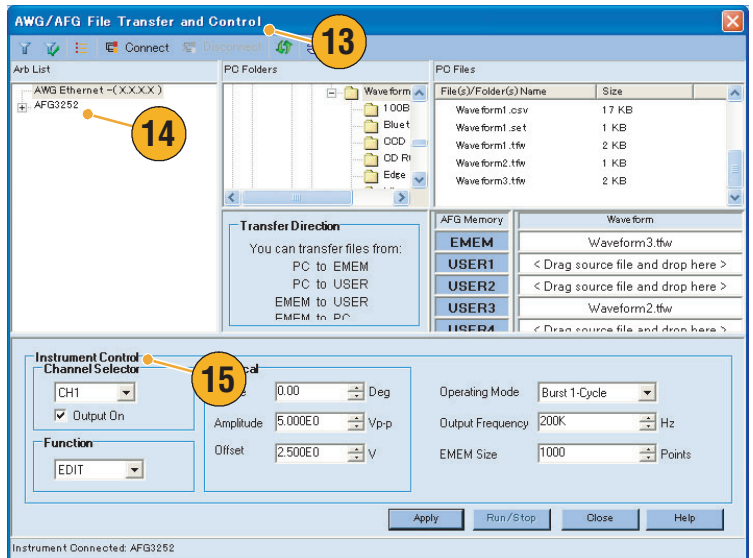 AWG/AFG File Transfer and Control
13
Connect
Disconnect
Arb List
PC Folders
PC Files
AWG Ethernet -(X.X.X.X )
AFG3252
14
Waveform
100B
Bluet
CD R
Edge
File(s)/Folder(s) Name Size
Waveform1.csv 17 KB
Waveform1.set 1 KB
Waveform1.tfw 2 KB
Waveform2.tfw 1 KB
Waveform3.tfw 2 KB
Transfer Direction
You can transfer files from:
PC to EMEM
PC to USER
EMEM to USER
EMEM to PC
AFG Memory Waveform
EMEM Waveform3.tfw
USER1 < Drag source file and drop here >
USER2 < Drag source file and drop here >
USER3 Waveform2.tfw
USER4 < Drag source file and drop here >
Instrument Control
15
Channel Selector
CH1
Output On
Function
EDIT
0.00 Deg
Amplitude 5.000E0 Vp-p
Offset 2.500E0 V
Operating Mode Burst 1-Cycle
Output Frequency 200K Hz
EMEM Size 1000 Points
Apply Run/Stop Close Help
Instrument Connected: AFG3252